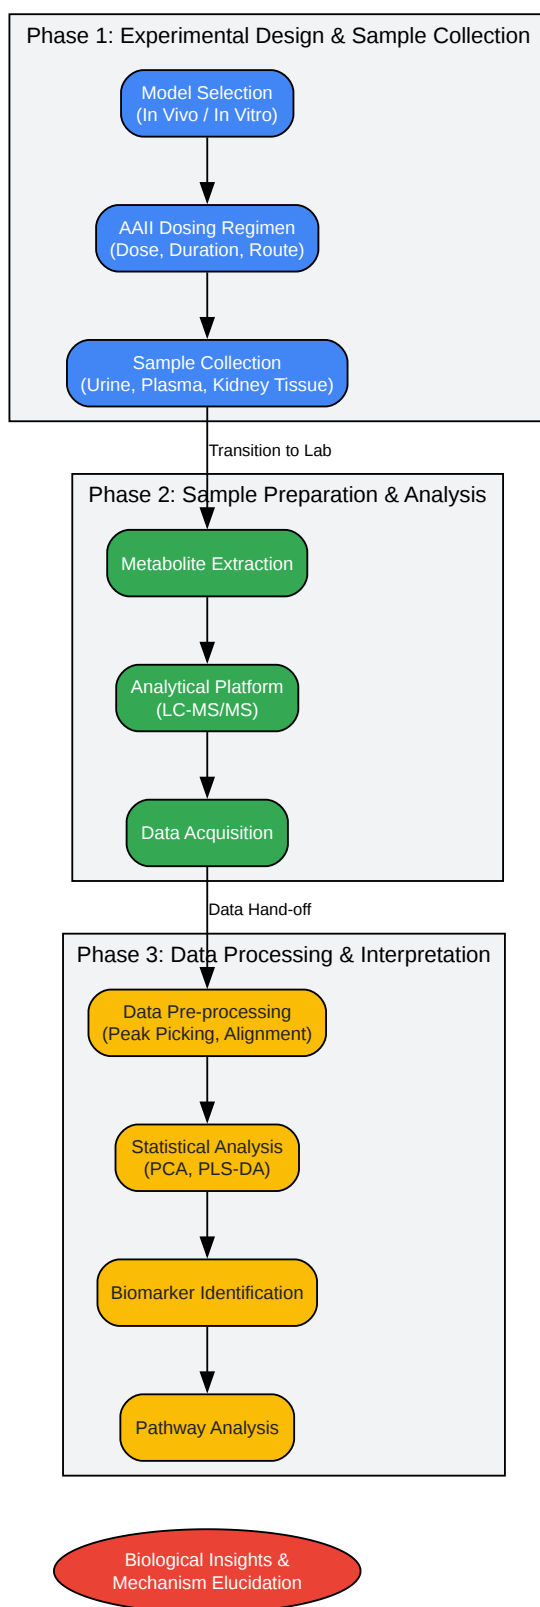 Phase 1: Experimental Design & Sample Collection
Model Selection
(In Vivo / In Vitro)
AAII Dosing Regimen
(Dose, Duration, Route)
Sample Collection
(Urine, Plasma, Kidney Tissue)
Transition to Lab
Phase 2: Sample Preparation & Analysis
Metabolite Extraction
Analytical Platform
(LC-MS/MS)
Data Acquisition
Data Hand-off
Phase 3: Data Processing & Interpretation
Data Pre-processing
(Peak Picking, Alignment)
Statistical Analysis
(PCA, PLS-DA)
Biomarker Identification
Pathway Analysis
Biological Insights &
Mechanism Elucidation